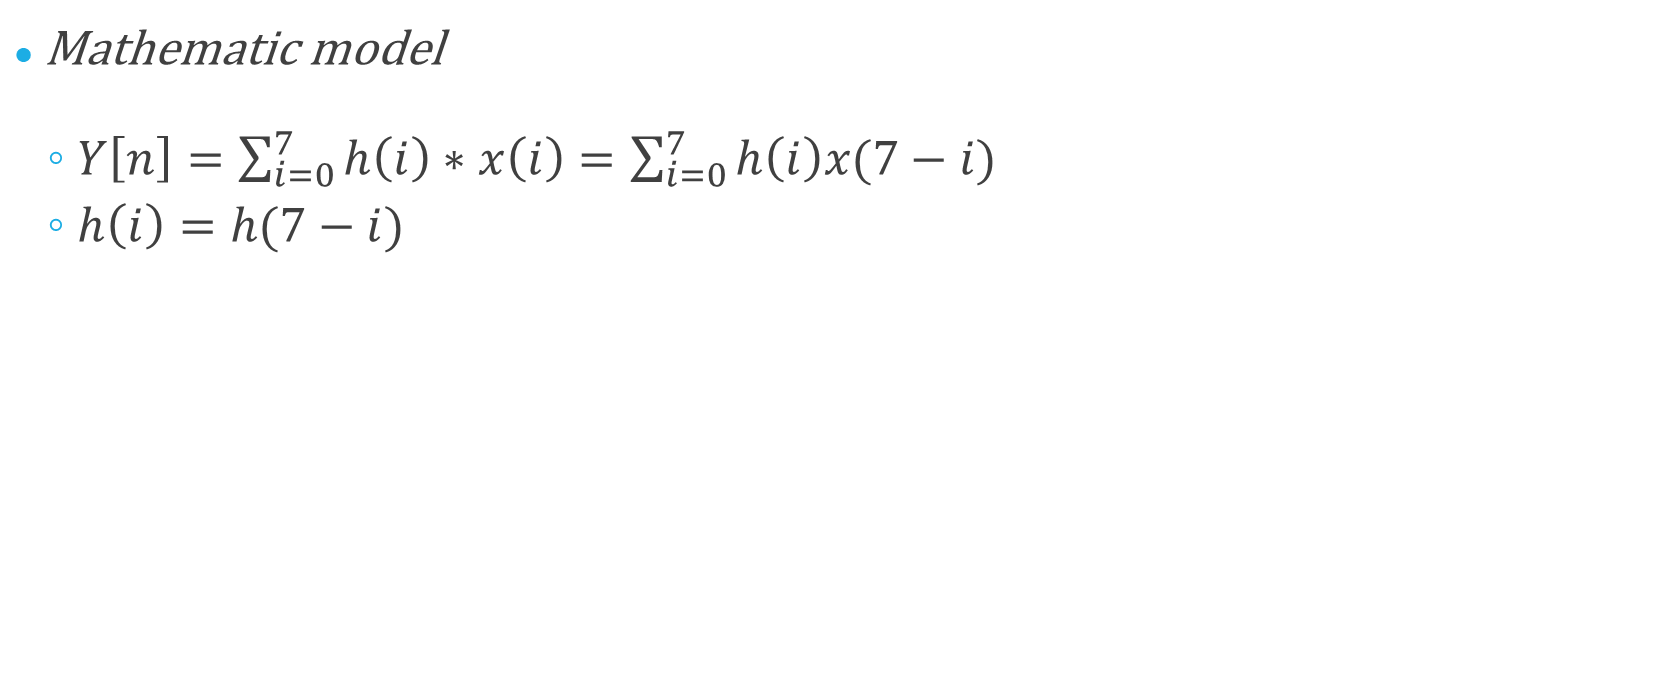 • Mathematic model
◦ Y[n] = ∑_{i=0}^{7} h(i) ∗ x(i) = ∑_{i=0}^{7} h(i)x(7 − i)
◦ h(i) = h(7 − i)